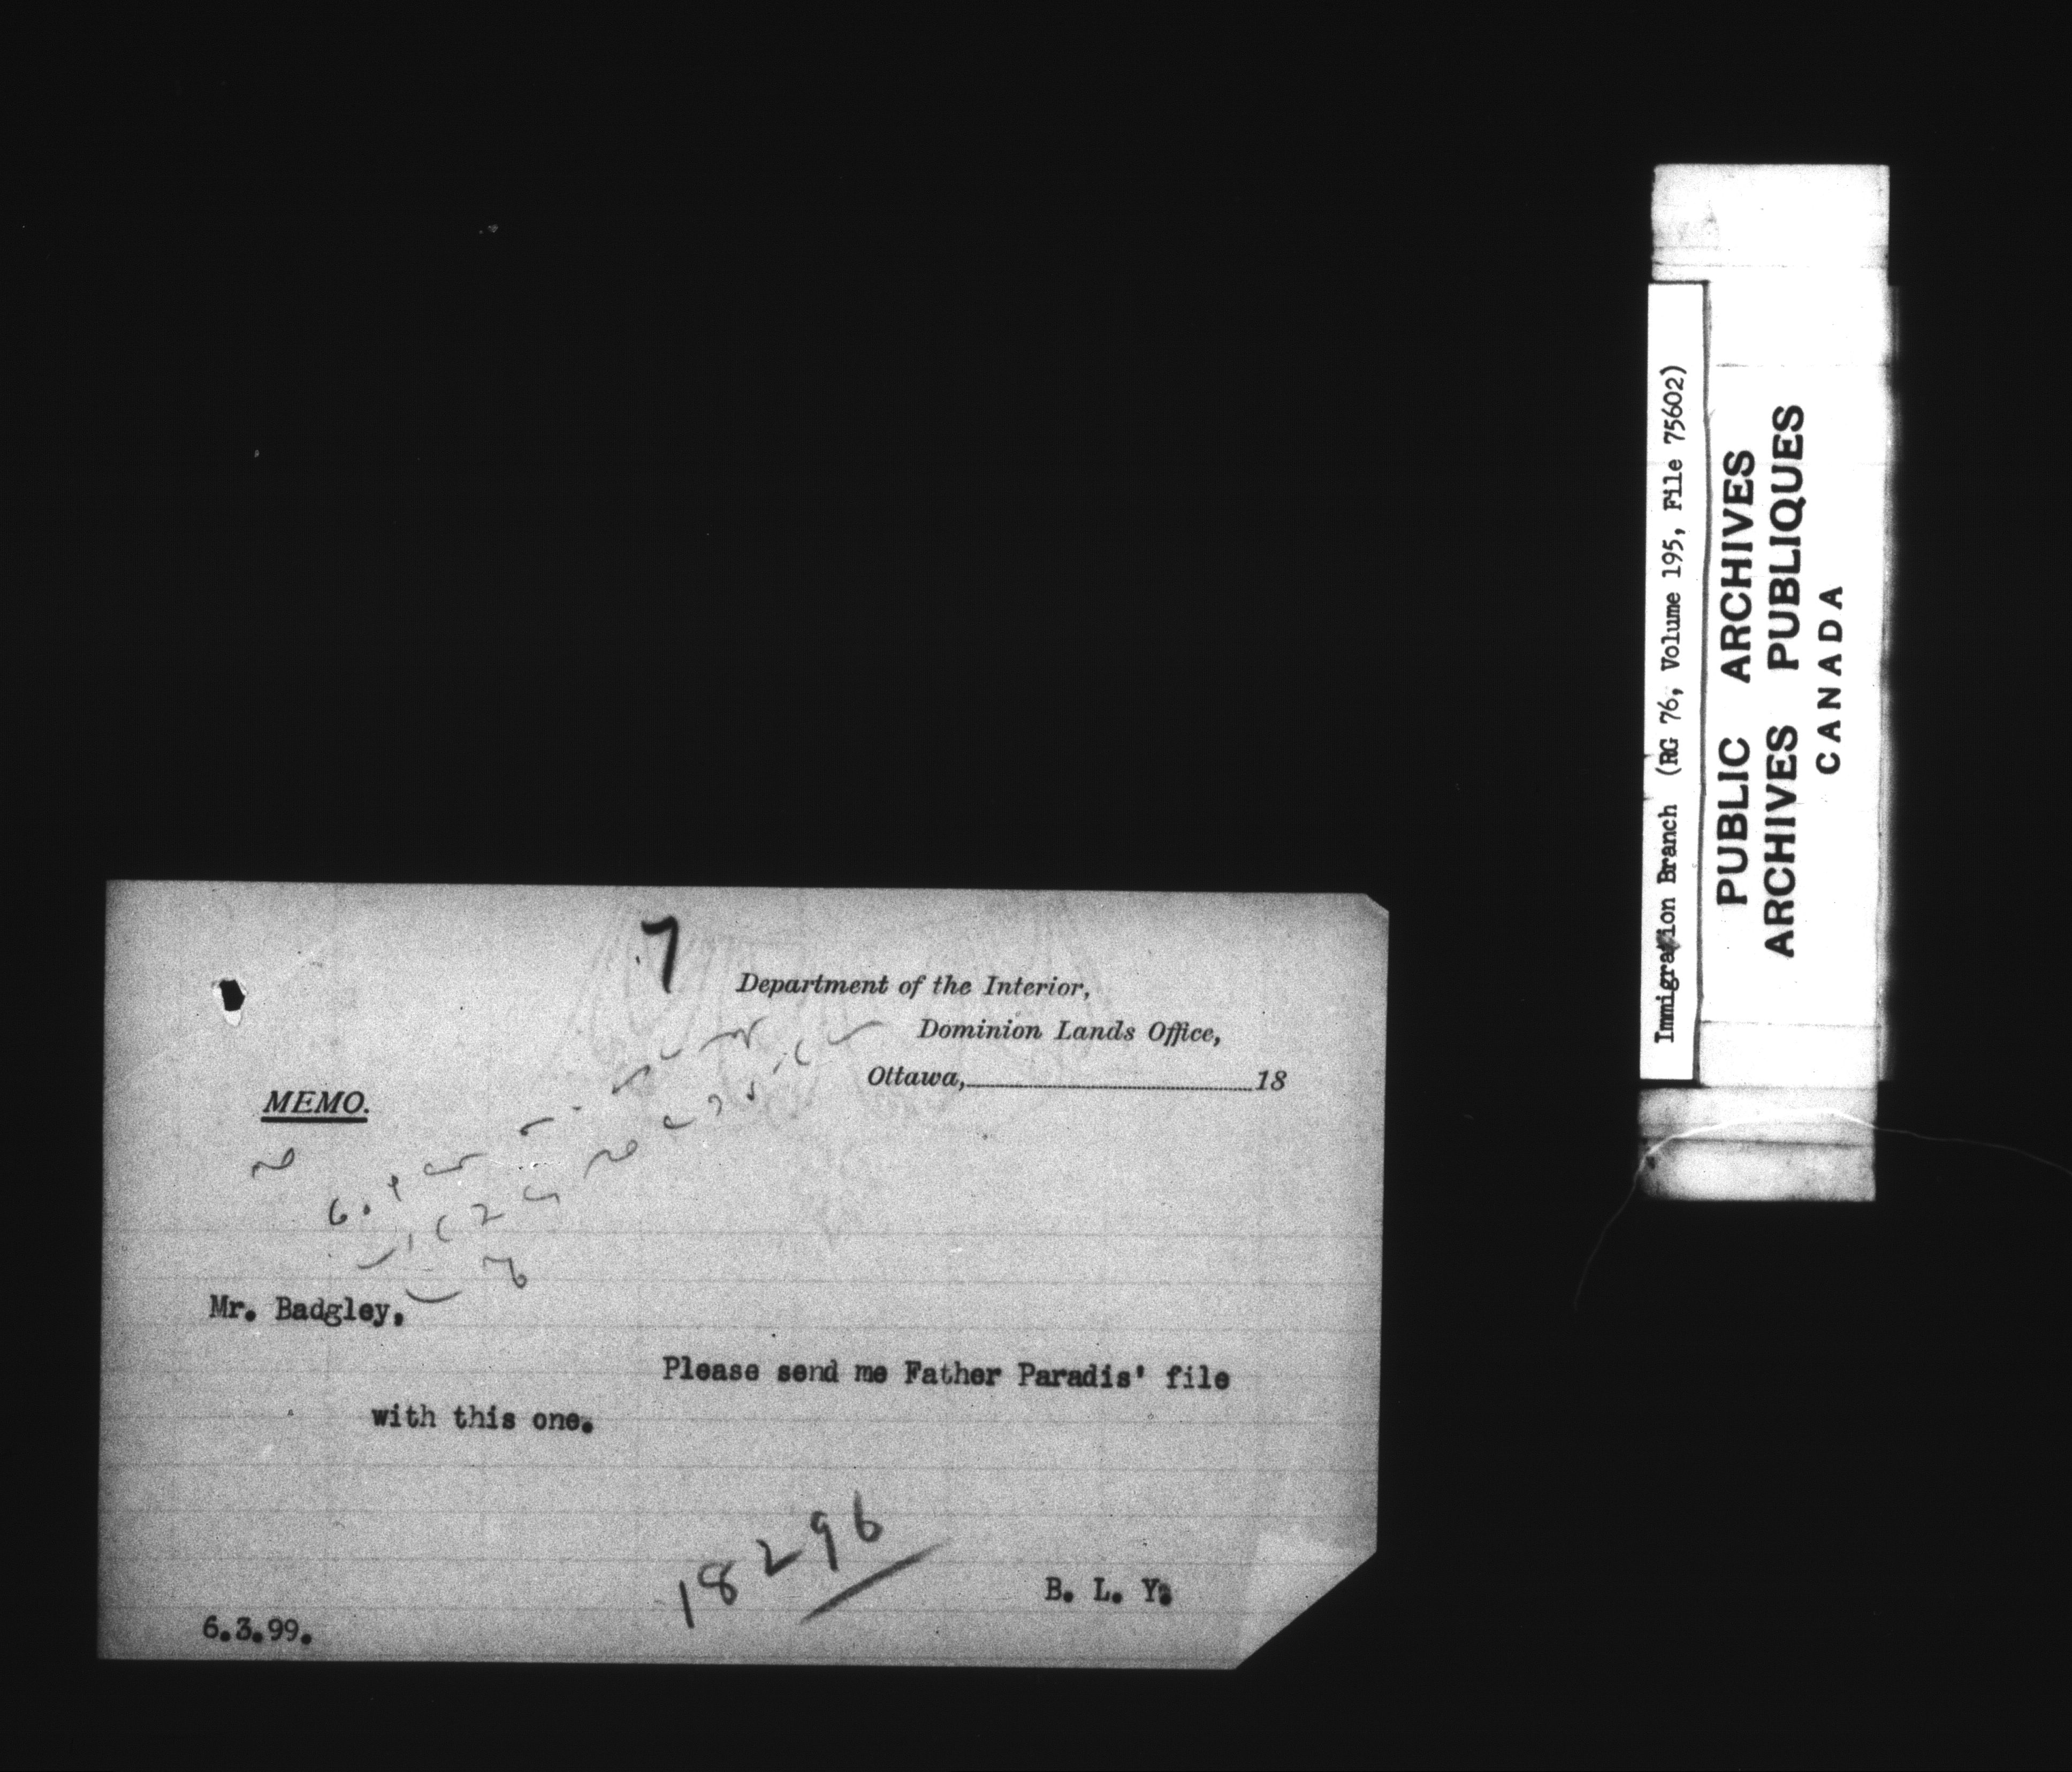 7
Department of the Interior,
Dominion Lands Office,
Ottawa, 18
MEMO.
Mr. Badgley,
Please send me Father Paradis' file
with this one.
18296
B. L. Y.
6.3.99.
Immigration Branch (RG 76, Volume 195, File 75602)
PUBLIC ARCHIVES
ARCHIVES PUBLIQUES
CANADA